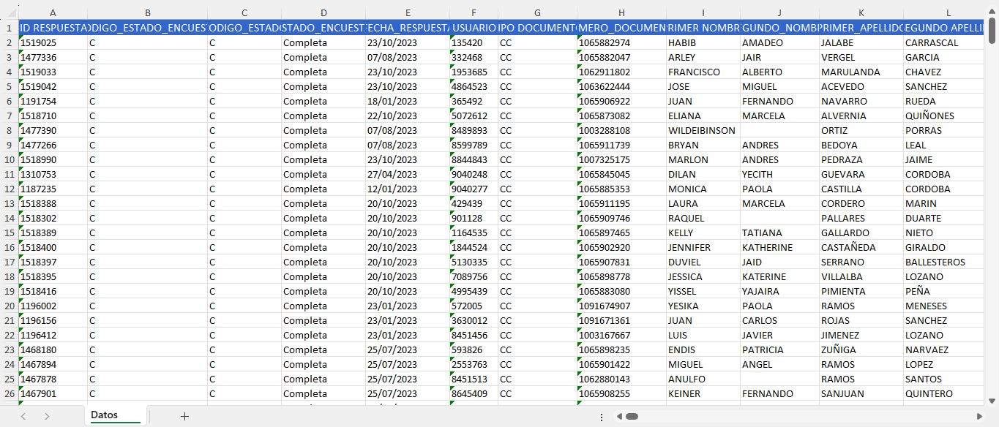 A B C D E F G H I J K L
1 ID RESPUESTA ODIGO_ESTADO_ENCUEST ODIGO_ESTAD STADO_ENCUEST ECHA_RESPUESTA USUARIO IPO DOCUMENTO MERO_DOCUMEN RIMER NOMBR GUNDO_NOMB PRIMER_APELLIDO EGUNDO APELLI
2 1519025 C C Completa 23/10/2023 135420 CC 1065882974 HABIB AMADEO JALABE CARRASCAL
3 1477336 C C Completa 07/08/2023 332468 CC 1065882047 ARLEY JAIR VERGEL GARCIA
4 1519033 C C Completa 23/10/2023 1953685 CC 1062911802 FRANCISCO ALBERTO MARULANDA CHAVEZ
5 1519042 C C Completa 23/10/2023 4864523 CC 1063622444 JOSE MIGUEL ACEVEDO SANCHEZ
6 1191754 C C Completa 18/01/2023 365492 CC 1065906922 JUAN FERNANDO NAVARRO RUEDA
7 1518710 C C Completa 22/10/2023 5072612 CC 1065873082 ELIANA MARCELA ALVERNIA QUIÑONES
8 1477390 C C Completa 07/08/2023 8489893 CC 1003288108 WILDEIBINSON ORTIZ PORRAS
9 1477266 C C Completa 07/08/2023 8599789 CC 1065911739 BRYAN ANDRES BEDOYA LEAL
10 1518990 C C Completa 23/10/2023 8844843 CC 1007325175 MARLON ANDRES PEDRAZA JAIME
11 1310753 C C Completa 27/04/2023 9040248 CC 1065845045 DILAN YECITH GUEVARA CORDOBA
12 1187235 C C Completa 12/01/2023 9040277 CC 1065885353 MONICA PAOLA CASTILLA CORDOBA
13 1518388 C C Completa 20/10/2023 429439 CC 1065911195 LAURA MARCELA CORDERO MARIN
14 1518302 C C Completa 20/10/2023 901128 CC 1065909746 RAQUEL PALLARES DUARTE
15 1518389 C C Completa 20/10/2023 1164535 CC 1065897465 KELLY TATIANA GALLARDO NIETO
16 1518400 C C Completa 20/10/2023 1844524 CC 1065902920 JENNIFER KATHERINE CASTAÑEDA GIRALDO
17 1518397 C C Completa 20/10/2023 5130335 CC 1065907831 DUVIEL JAID SERRANO BALLESTEROS
18 1518395 C C Completa 20/10/2023 7089756 CC 1065898778 JESSICA KATERINE VILLALBA LOZANO
19 1518416 C C Completa 20/10/2023 4995439 CC 1065883080 YISSEL YAJAIRA PIMIENTA PEÑA
20 1196002 C C Completa 23/01/2023 572005 CC 1091674907 YESIKA PAOLA RAMOS MENESES
21 1196156 C C Completa 23/01/2023 3630012 CC 1091671361 JUAN CARLOS ROJAS SANCHEZ
22 1196412 C C Completa 23/01/2023 8451456 CC 1003167667 LUIS JAVIER JIMENEZ LOZANO
23 1468180 C C Completa 25/07/2023 593826 CC 1065898235 ENDIS PATRICIA ZUÑIGA NARVAEZ
24 1467894 C C Completa 25/07/2023 2553763 CC 1065901422 MIGUEL ANGEL RAMOS LOPEZ
25 1467878 C C Completa 25/07/2023 8451513 CC 1062880143 ANULFO RAMOS SANTOS
26 1467901 C C Completa 25/07/2023 8645409 CC 1065908255 KEINER FERNANDO SANJUAN QUINTERO
Datos